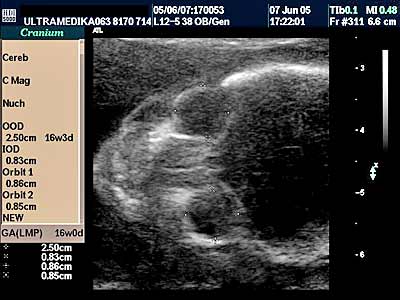 05/06/07:170053
07 Jun 05
TIb0.1 MI 0.48
ULTRAMEDIKA063 8170 714
L12-5 38 OB/Gen
17:22:01
Fr #311 6.6 cm
Cranium
ATL
Cereb
C Mag
Nuch
OOD
2.50cm 16w3d
IOD
0.83cm
Orbit 1
0.86cm
Orbit 2
0.85cm
NEW
GA(LMP) 16w0d
2.50cm
0.83cm
0.86cm
0.85cm
3
4
5
6